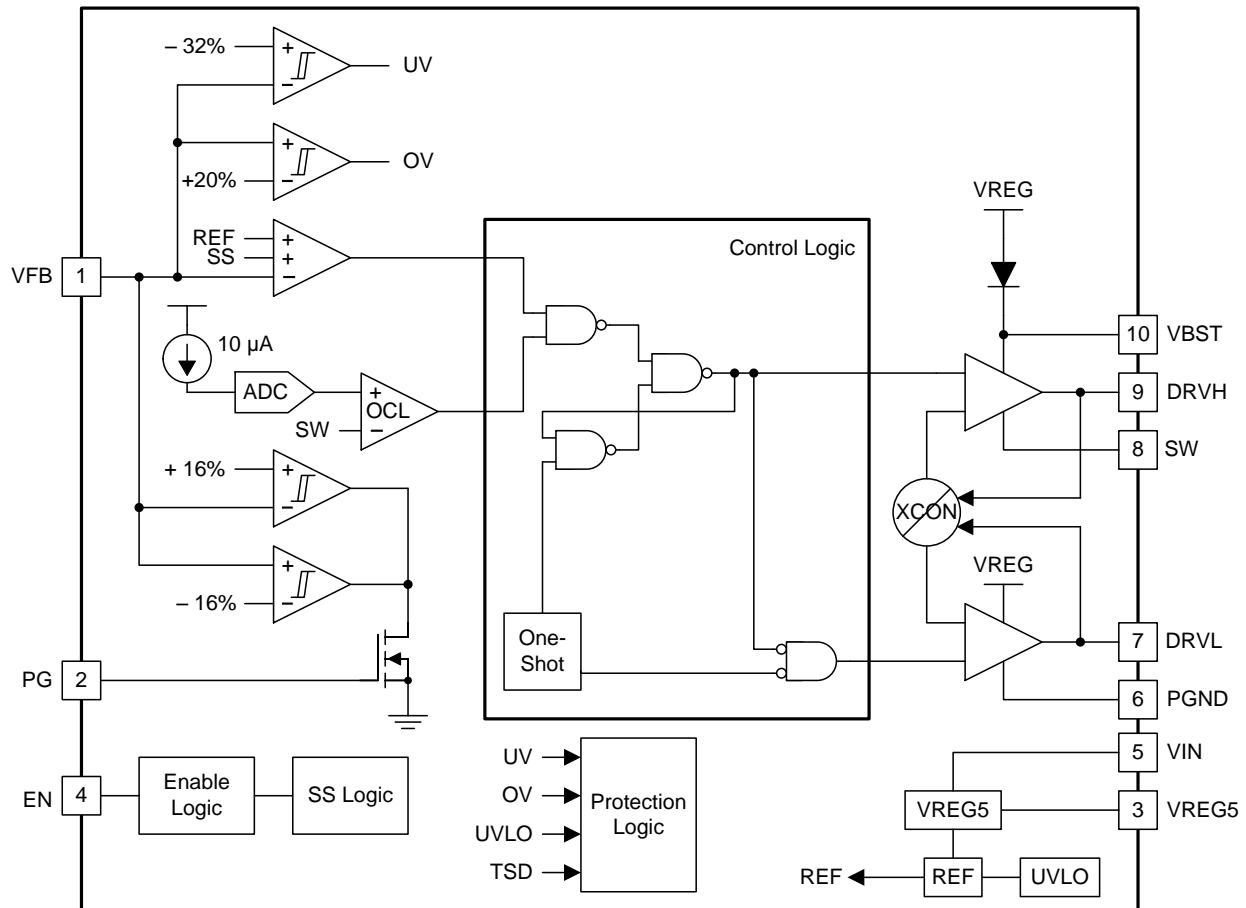 – 32%
+
–
UV
+
+20%
–
OV
REF
SS
+
+
–
VFB
1
10 µA
ADC
+
OCL
SW
–
+ 16%
+
–
+
– 16%
–
PG
2
EN
4
Enable
Logic
SS Logic
Control Logic
One-
Shot
UV
OV
UVLO
TSD
Protection
Logic
VREG
10
VBST
9
DRVH
8
SW
XCON
VREG
7
DRVL
6
PGND
5
VIN
VREG5
3
VREG5
REF
REF
UVLO